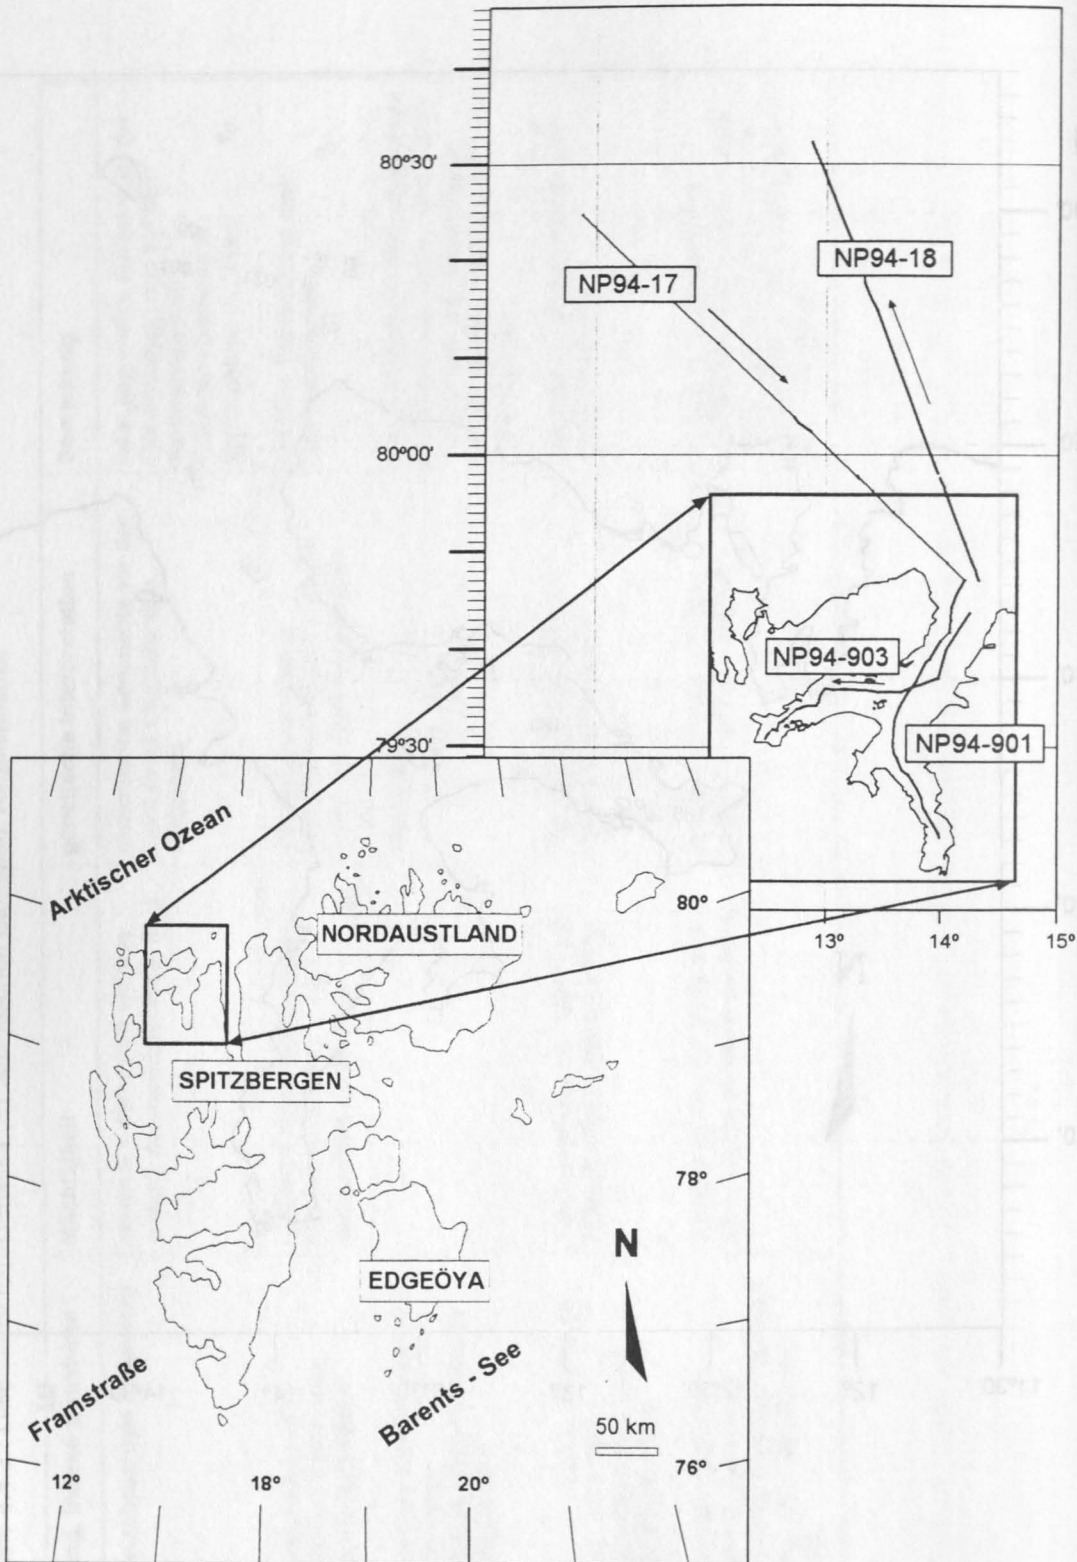 80°30'
NP94-17
NP94-18
80°00'
NP94-903
NP94-901
79°30'
13°
14°
15°
Arktischer Ozean
NORDAUSTLAND
80°
SPITZBERGEN
78°
EDGEÖYA
N
Framstraße
Barents - See
50 km
76°
12°
18°
20°